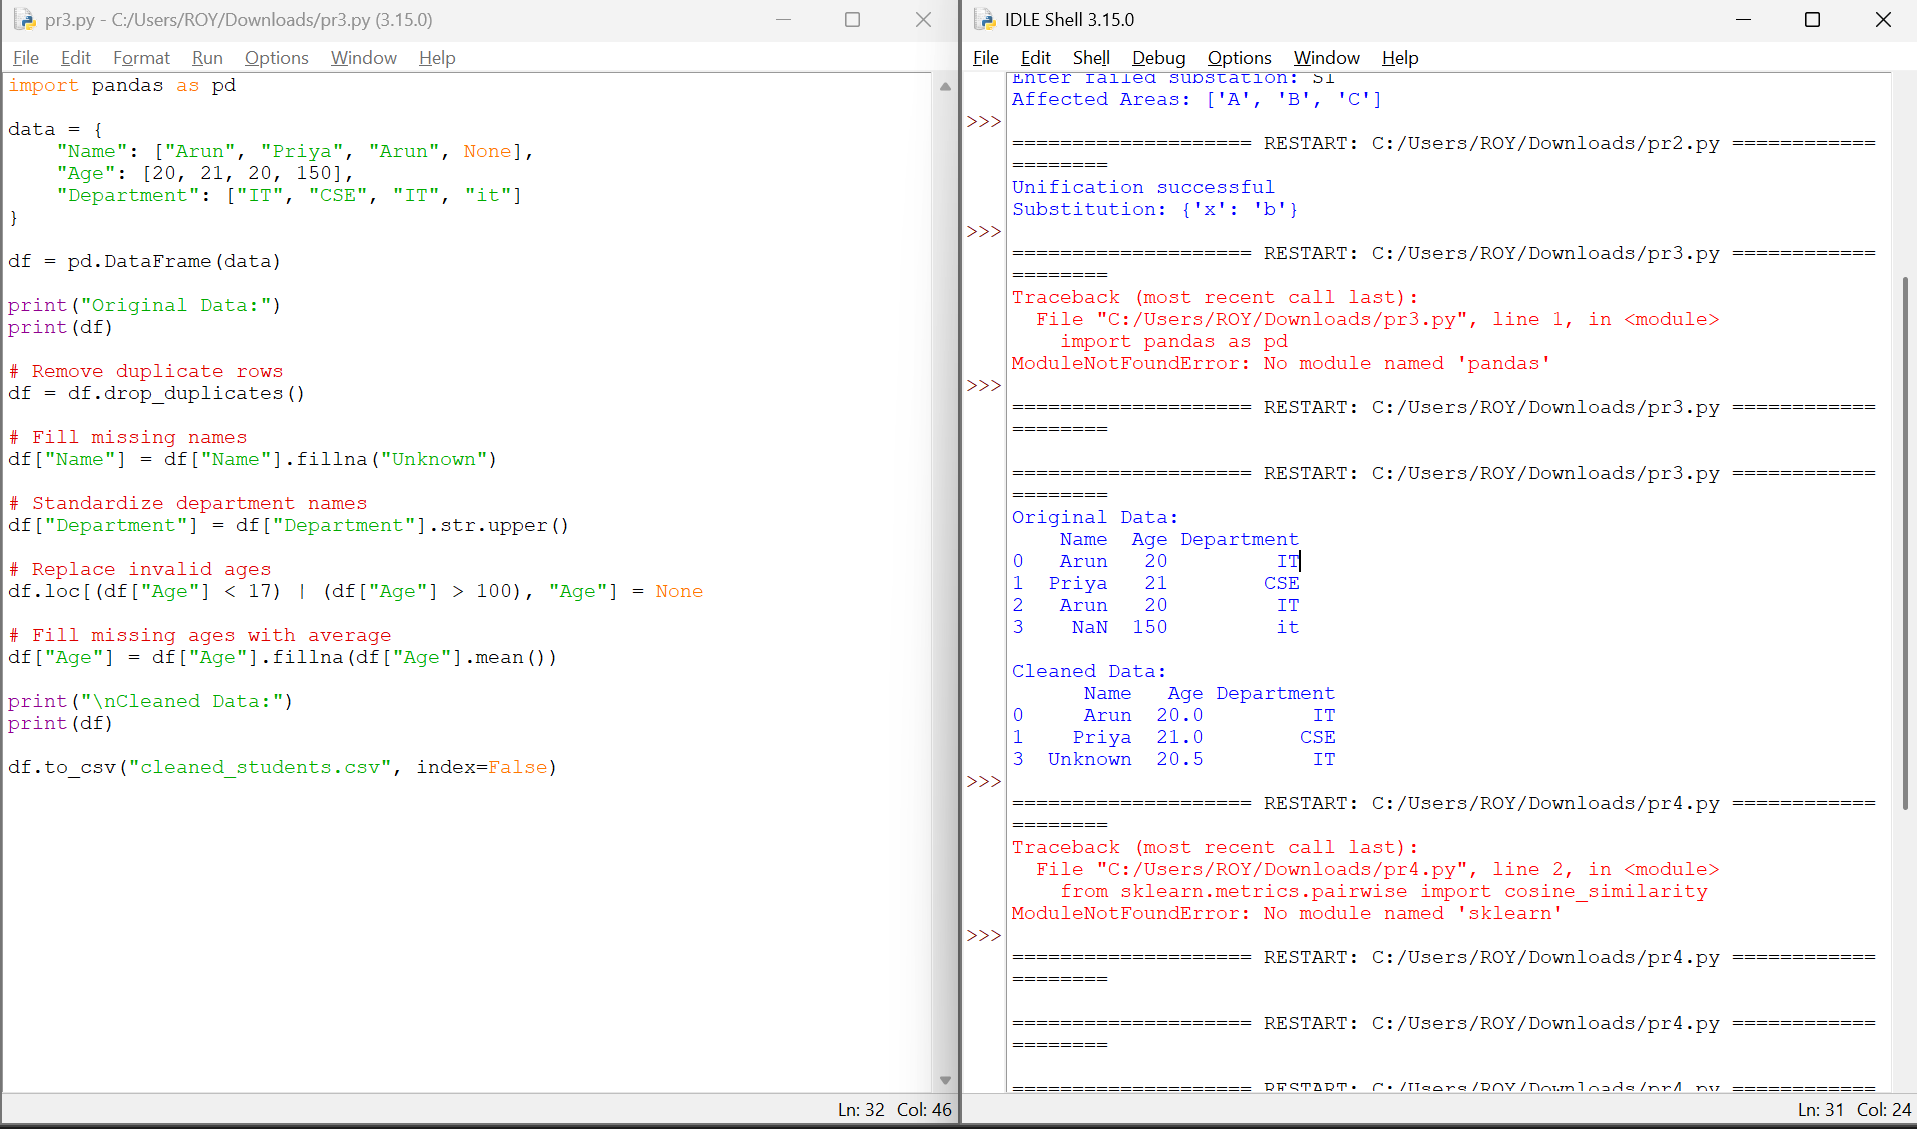 pr3.py - C:/Users/ROY/Downloads/pr3.py (3.15.0)
File Edit Format Run Options Window Help
import pandas as pd
data = {
    "Name": ["Arun", "Priya", "Arun", None],
    "Age": [20, 21, 20, 150],
    "Department": ["IT", "CSE", "IT", "it"]
}
df = pd.DataFrame(data)
print("Original Data:")
print(df)
# Remove duplicate rows
df = df.drop_duplicates()
# Fill missing names
df["Name"] = df["Name"].fillna("Unknown")
# Standardize department names
df["Department"] = df["Department"].str.upper()
# Replace invalid ages
df.loc[(df["Age"] < 17) | (df["Age"] > 100), "Age"] = None
# Fill missing ages with average
df["Age"] = df["Age"].fillna(df["Age"].mean())
print("\nCleaned Data:")
print(df)
df.to_csv("cleaned_students.csv", index=False)
Ln: 32 Col: 46
IDLE Shell 3.15.0
File Edit Shell Debug Options Window Help
Enter failed substation: S1
Affected Areas: ['A', 'B', 'C']
>>>
==================== RESTART: C:/Users/ROY/Downloads/pr2.py ============
========
Unification successful
Substitution: {'x': 'b'}
>>>
==================== RESTART: C:/Users/ROY/Downloads/pr3.py ============
========
Traceback (most recent call last):
  File "C:/Users/ROY/Downloads/pr3.py", line 1, in <module>
    import pandas as pd
ModuleNotFoundError: No module named 'pandas'
>>>
==================== RESTART: C:/Users/ROY/Downloads/pr3.py ============
========
==================== RESTART: C:/Users/ROY/Downloads/pr3.py ============
========
Original Data:
    Name  Age Department
0   Arun   20         IT
1  Priya   21        CSE
2   Arun   20         IT
3    NaN  150         it
Cleaned Data:
      Name   Age Department
0     Arun  20.0         IT
1    Priya  21.0        CSE
3  Unknown  20.5         IT
>>>
==================== RESTART: C:/Users/ROY/Downloads/pr4.py ============
========
Traceback (most recent call last):
  File "C:/Users/ROY/Downloads/pr4.py", line 2, in <module>
    from sklearn.metrics.pairwise import cosine_similarity
ModuleNotFoundError: No module named 'sklearn'
>>>
==================== RESTART: C:/Users/ROY/Downloads/pr4.py ============
========
==================== RESTART: C:/Users/ROY/Downloads/pr4.py ============
========
==================== RESTART: C:/Users/ROY/Downloads/pr4.py ============
Ln: 31 Col: 24